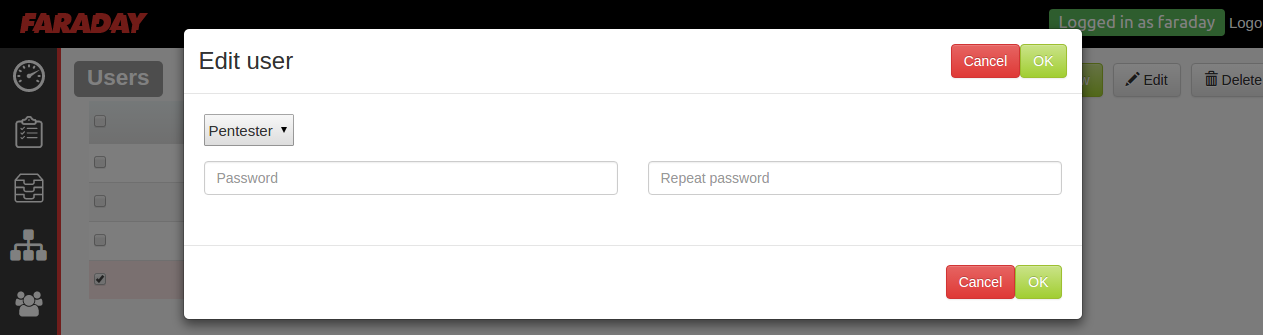 FARADAY
Logged in as faraday Logo
Edit user
Cancel OK
Users
w Edit Delete
Pentester
Password Repeat password
Cancel OK